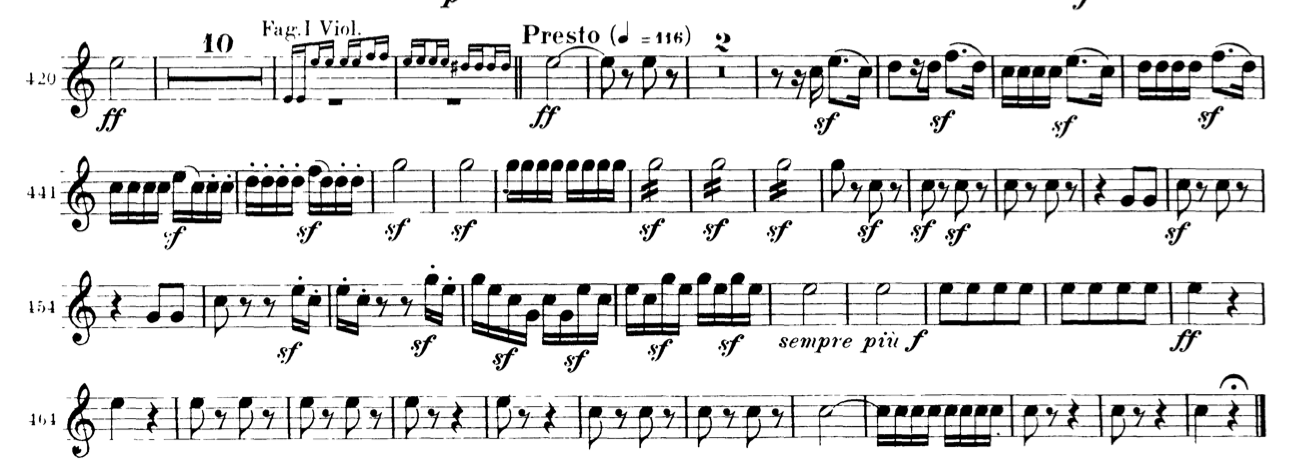 10 Fag.I Viol. Presto (♩ = 116) 2
420
ff ff sf sf sf sf
441
sf sf sf sf sf sf sf sf sf sf sf
454
sf sf sf sf sf sf sempre più f ff
464